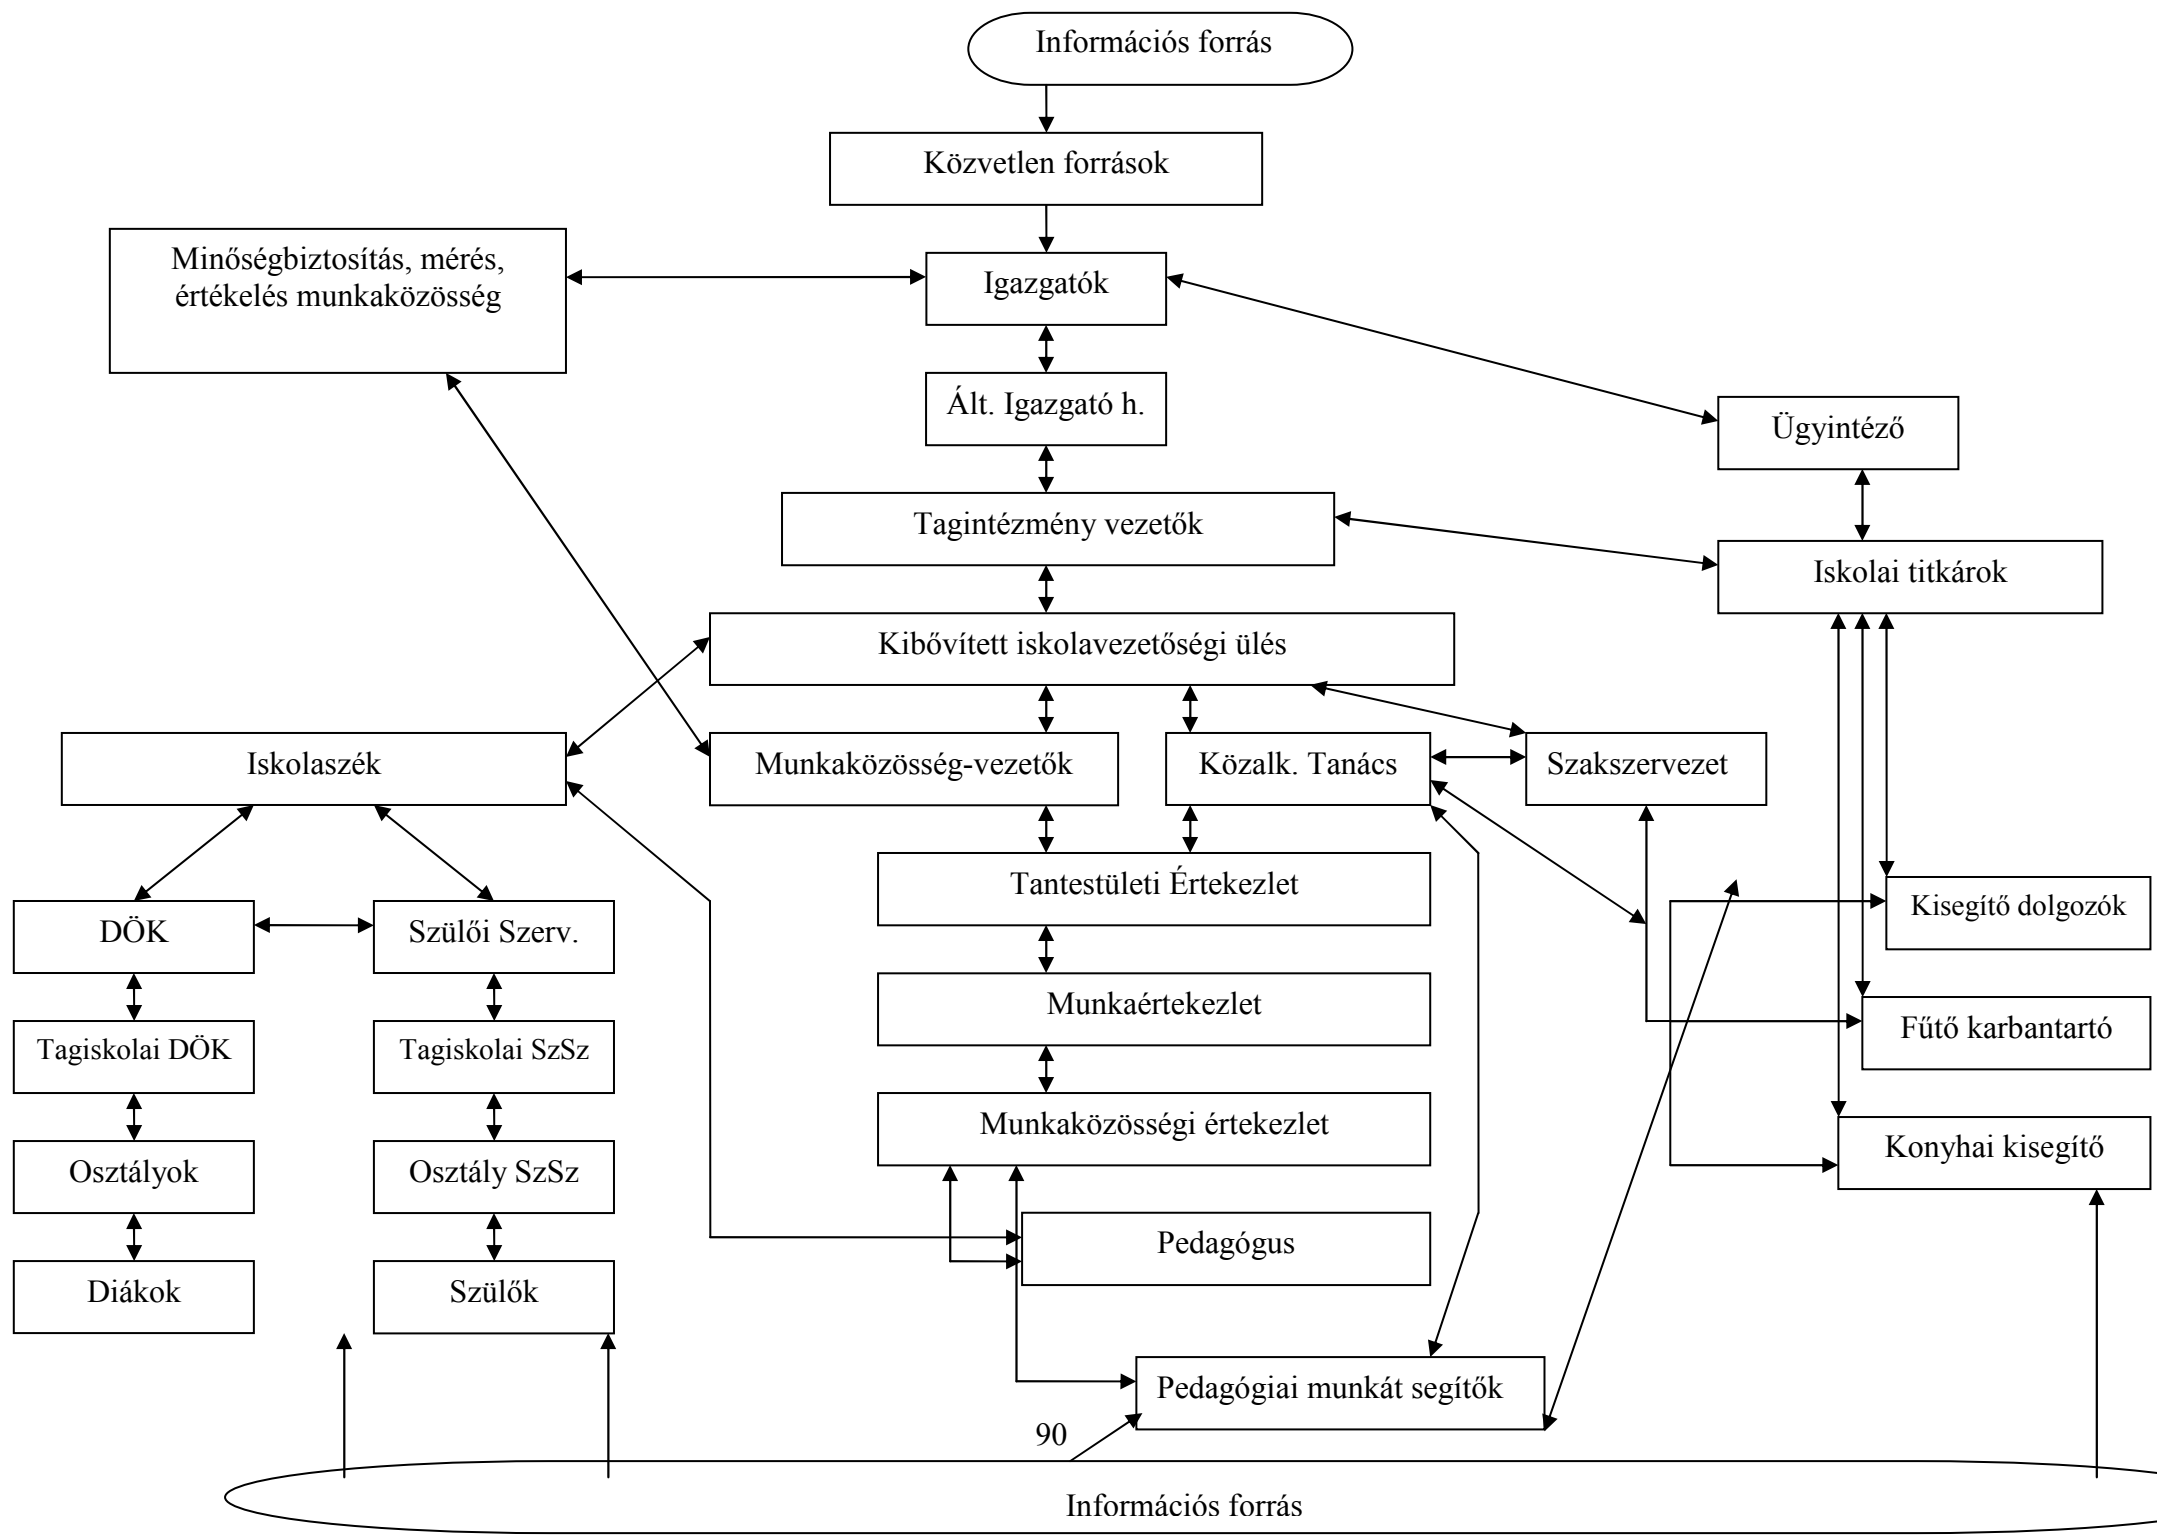 Információs forrás
Közvetlen források
Minőségbiztosítás, mérés,
értékelés munkaközösség
Igazgatók
Ált. Igazgató h.
Ügyintéző
Tagintézmény vezetők
Iskolai titkárok
Kibővített iskolavezetőségi ülés
Iskolaszék
Munkaközösség-vezetők
Közalk. Tanács
Szakszervezet
Tantestületi Értekezlet
Kisegítő dolgozók
DÖK
Szülői Szerv.
Munkaértekezlet
Fűtő karbantartó
Tagiskolai DÖK
Tagiskolai SzSz
Munkaközösségi értekezlet
Konyhai kisegítő
Osztályok
Osztály SzSz
Pedagógus
Diákok
Szülők
Pedagógiai munkát segítők
90
Információs forrás